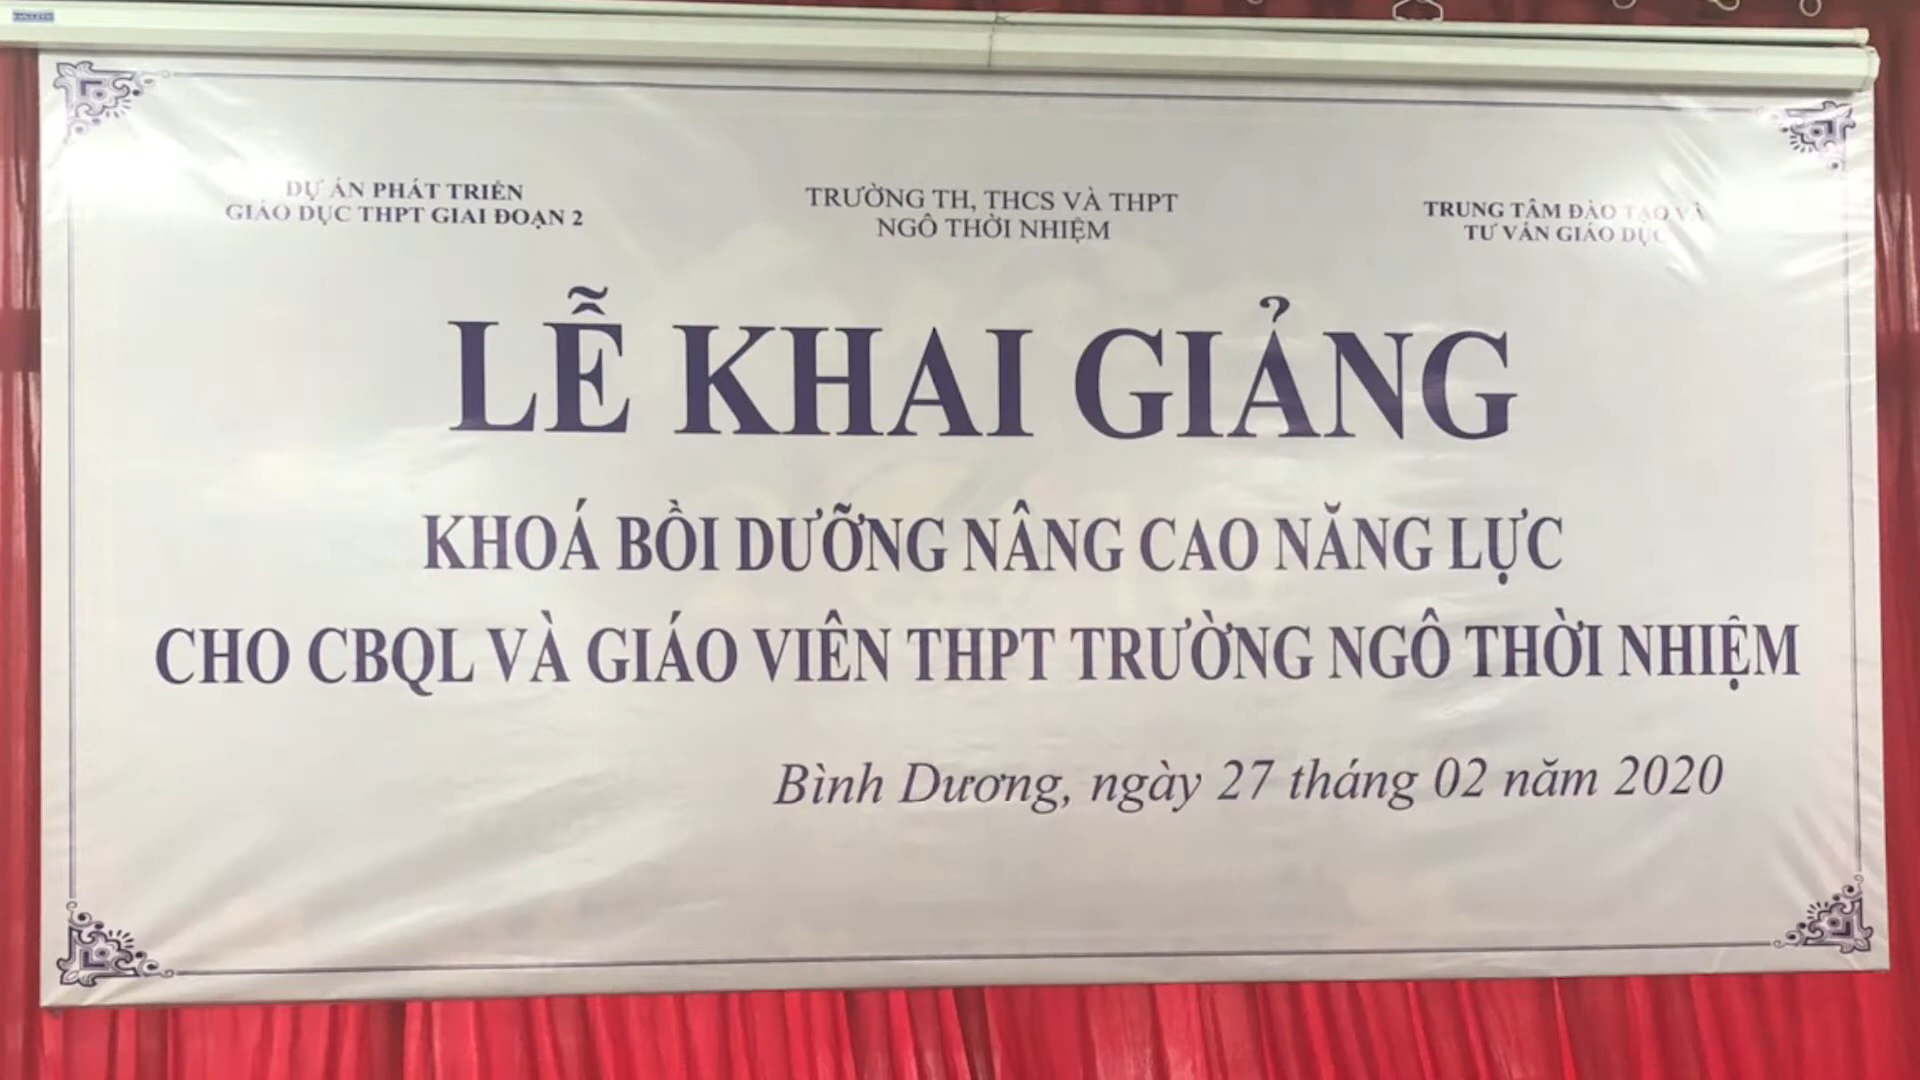 DỰ ÁN PHÁT TRIỂN
GIÁO DỤC THPT GIAI ĐOẠN 2
TRƯỜNG TH, THCS VÀ THPT
NGÔ THỜI NHIỆM
TRUNG TÂM ĐÀO TẠO VÀ
TƯ VẤN GIÁO DỤC
LỄ KHAI GIẢNG
KHOÁ BỒI DƯỠNG NÂNG CAO NĂNG LỰC
CHO CBQL VÀ GIÁO VIÊN THPT TRƯỜNG NGÔ THỜI NHIỆM
Bình Dương, ngày 27 tháng 02 năm 2020